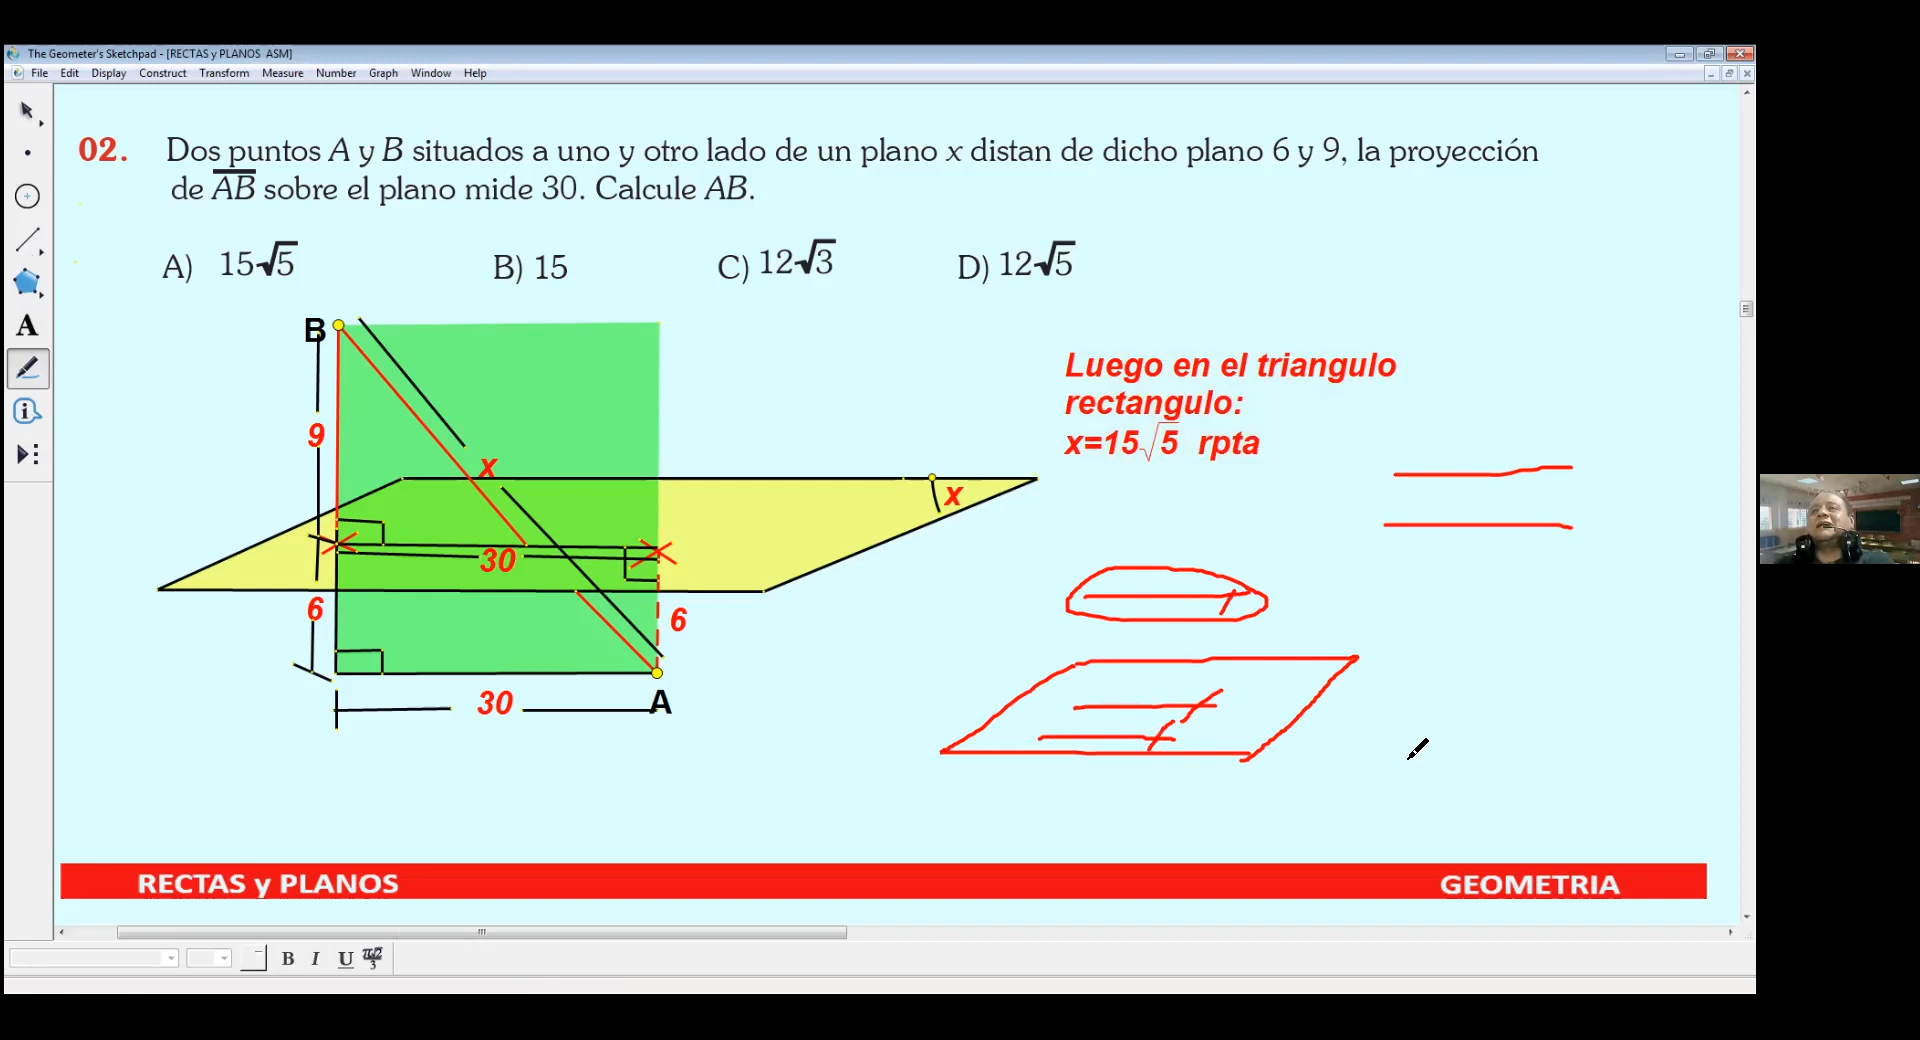 The Geometer's Sketchpad - [RECTAS y PLANOS ASM]
File Edit Display Construct Transform Measure Number Graph Window Help
02. Dos puntos A y B situados a uno y otro lado de un plano x distan de dicho plano 6 y 9, la proyección
de AB sobre el plano mide 30. Calcule AB.
A) 15√5 B) 15 C) 12√3 D) 12√5
B
Luego en el triangulo
rectangulo:
x=15√5 rpta
9
x
x
30
6
6
30
A
RECTAS y PLANOS GEOMETRIA
B I U